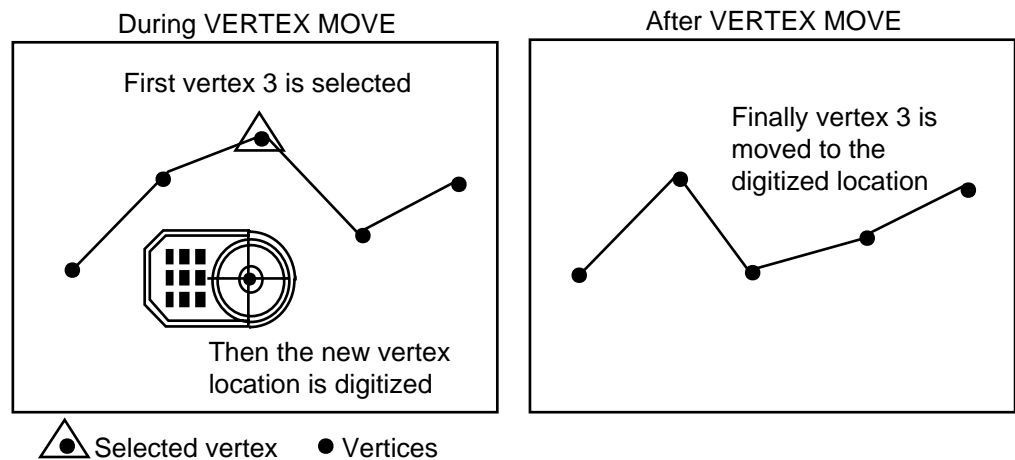 During VERTEX MOVE
First vertex 3 is selected
Then the new vertex
location is digitized
After VERTEX MOVE
Finally vertex 3 is
moved to the
digitized location
Selected vertex
Vertices